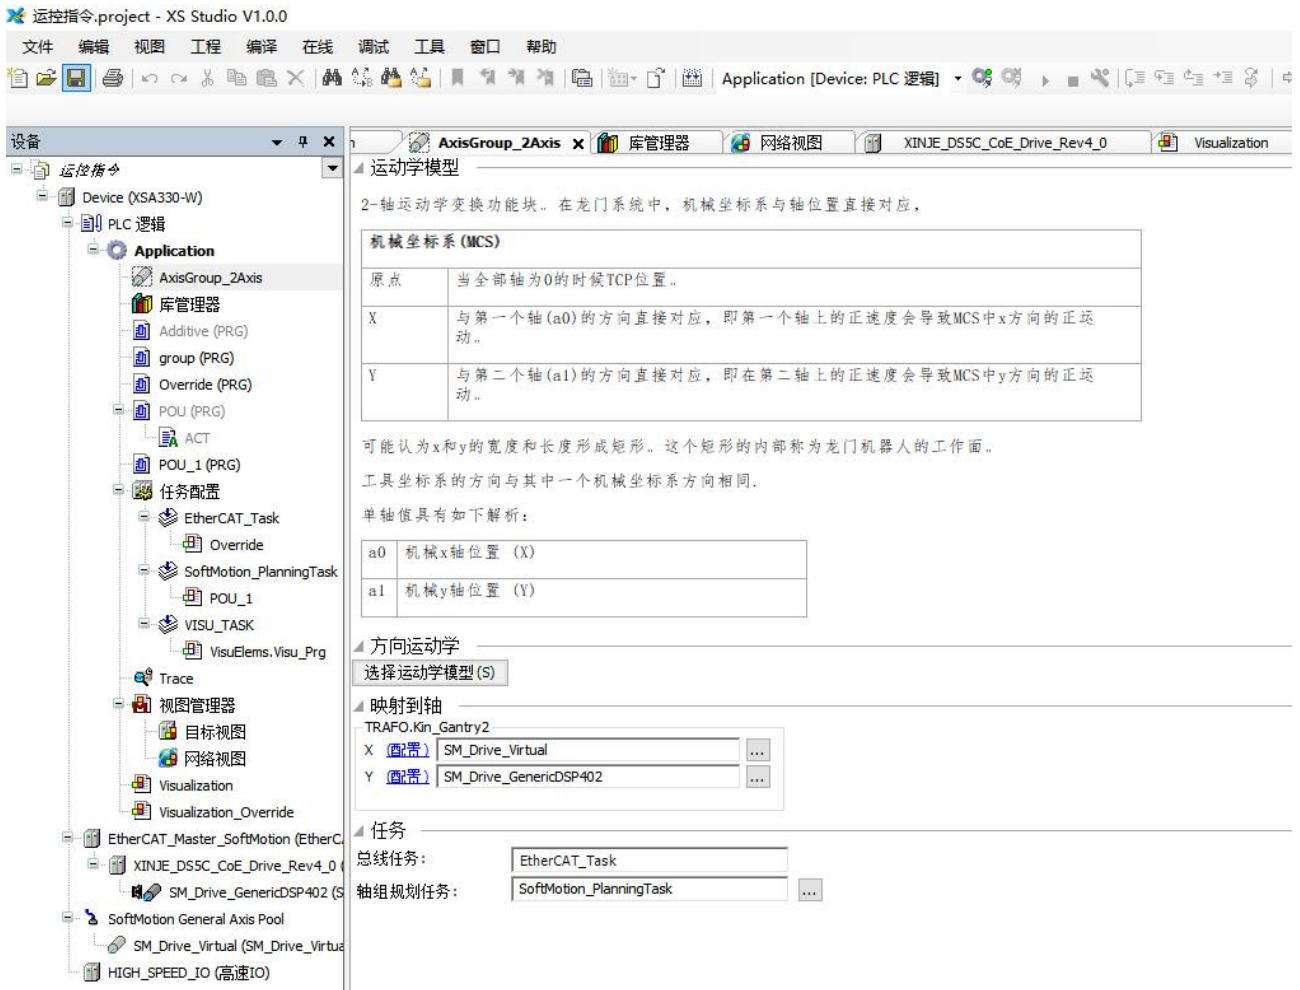 运控指令.project - XS Studio V1.0.0
文件 编辑 视图 工程 编译 在线 调试 工具 窗口 帮助
Application [Device: PLC 逻辑]
设备
AxisGroup_2Axis 库管理器 网络视图 XINJE_DS5C_CoE_Drive_Rev4_0 Visualization
运控指令
Device (XSA330-W)
PLC 逻辑
Application
AxisGroup_2Axis
库管理器
Additive (PRG)
group (PRG)
Override (PRG)
POU (PRG)
ACT
POU_1 (PRG)
任务配置
EtherCAT_Task
Override
SoftMotion_PlanningTask
POU_1
VISU_TASK
VisuElems.Visu_Prg
Trace
视图管理器
目标视图
网络视图
Visualization
Visualization_Override
EtherCAT_Master_SoftMotion (EtherC
XINJE_DS5C_CoE_Drive_Rev4_0 (
SM_Drive_GenericDSP402 (S
SoftMotion General Axis Pool
SM_Drive_Virtual (SM_Drive_Virtua
HIGH_SPEED_IO (高速IO)
运动学模型
2-轴运动学变换功能块。在龙门系统中，机械坐标系与轴位置直接对应，
机械坐标系(MCS)
原点 当全部轴为0的时候TCP位置。
X 与第一个轴(a0)的方向直接对应，即第一个轴上的正速度会导致MCS中x方向的正运
动。
Y 与第二个轴(a1)的方向直接对应，即在第二轴上的正速度会导致MCS中y方向的正运
动。
可能认为x和y的宽度和长度形成矩形。这个矩形的内部称为龙门机器人的工作面。
工具坐标系的方向与其中一个机械坐标系方向相同.
单轴值具有如下解析：
a0 机械x轴位置 (X)
a1 机械y轴位置 (Y)
方向运动学
选择运动学模型(S)
映射到轴
TRAFO.Kin_Gantry2
X (配置) SM_Drive_Virtual ...
Y (配置) SM_Drive_GenericDSP402 ...
任务
总线任务： EtherCAT_Task
轴组规划任务： SoftMotion_PlanningTask ...